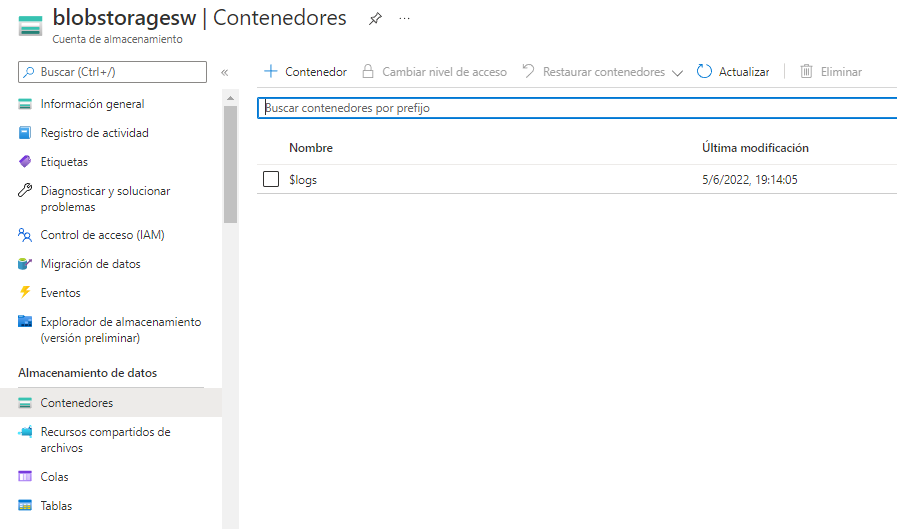 blobstoragesw | Contenedores
Cuenta de almacenamiento
Buscar (Ctrl+/)
Contenedor
Cambiar nivel de acceso
Restaurar contenedores
Actualizar
Eliminar
Información general
Registro de actividad
Etiquetas
Diagnosticar y solucionar
problemas
Control de acceso (IAM)
Migración de datos
Eventos
Explorador de almacenamiento
(versión preliminar)
Almacenamiento de datos
Contenedores
Recursos compartidos de
archivos
Colas
Tablas
Buscar contenedores por prefijo
Nombre
Última modificación
$logs
5/6/2022, 19:14:05